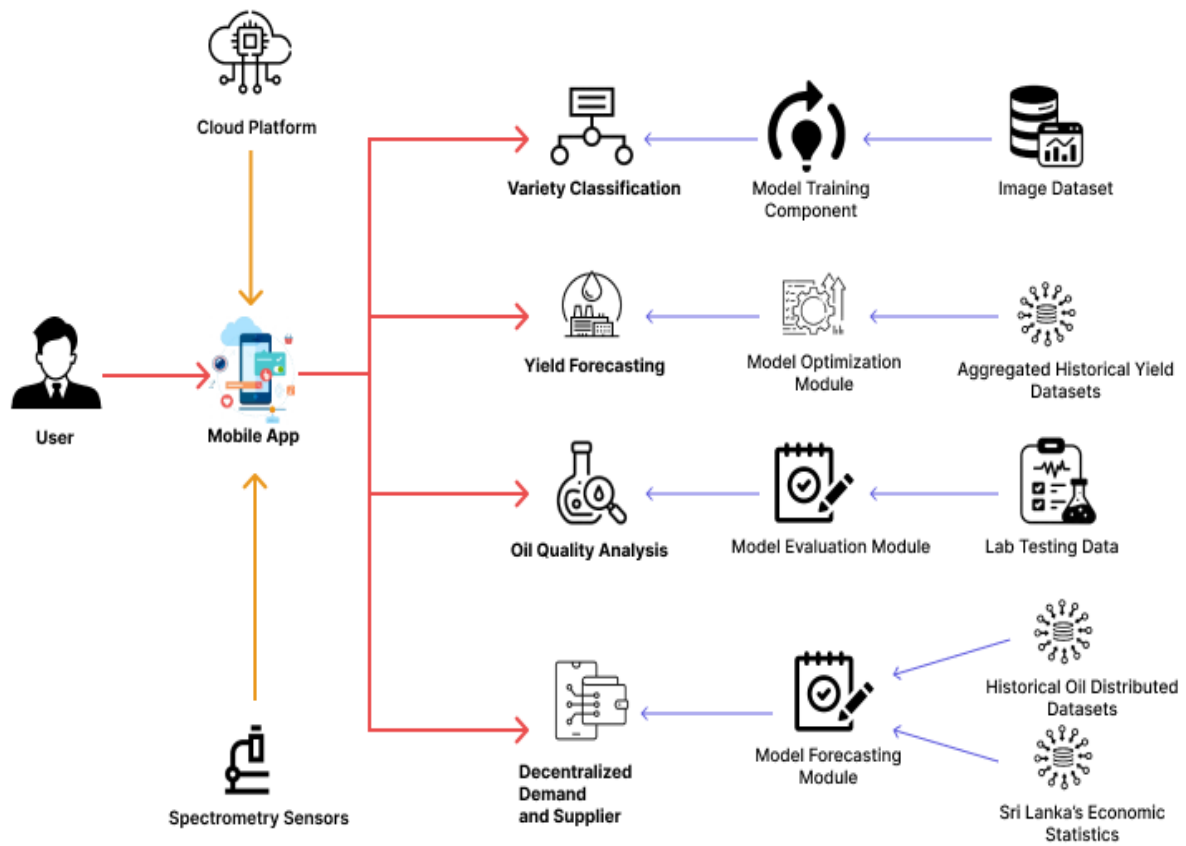 Cloud Platform
Variety Classification
Model Training
Component
Image Dataset
User
Mobile App
Yield Forecasting
Model Optimization
Module
Aggregated Historical Yield
Datasets
Oil Quality Analysis
Model Evaluation Module
Lab Testing Data
Spectrometry Sensors
Decentralized
Demand
and Supplier
Model Forecasting
Module
Historical Oil Distributed
Datasets
Sri Lanka's Economic
Statistics